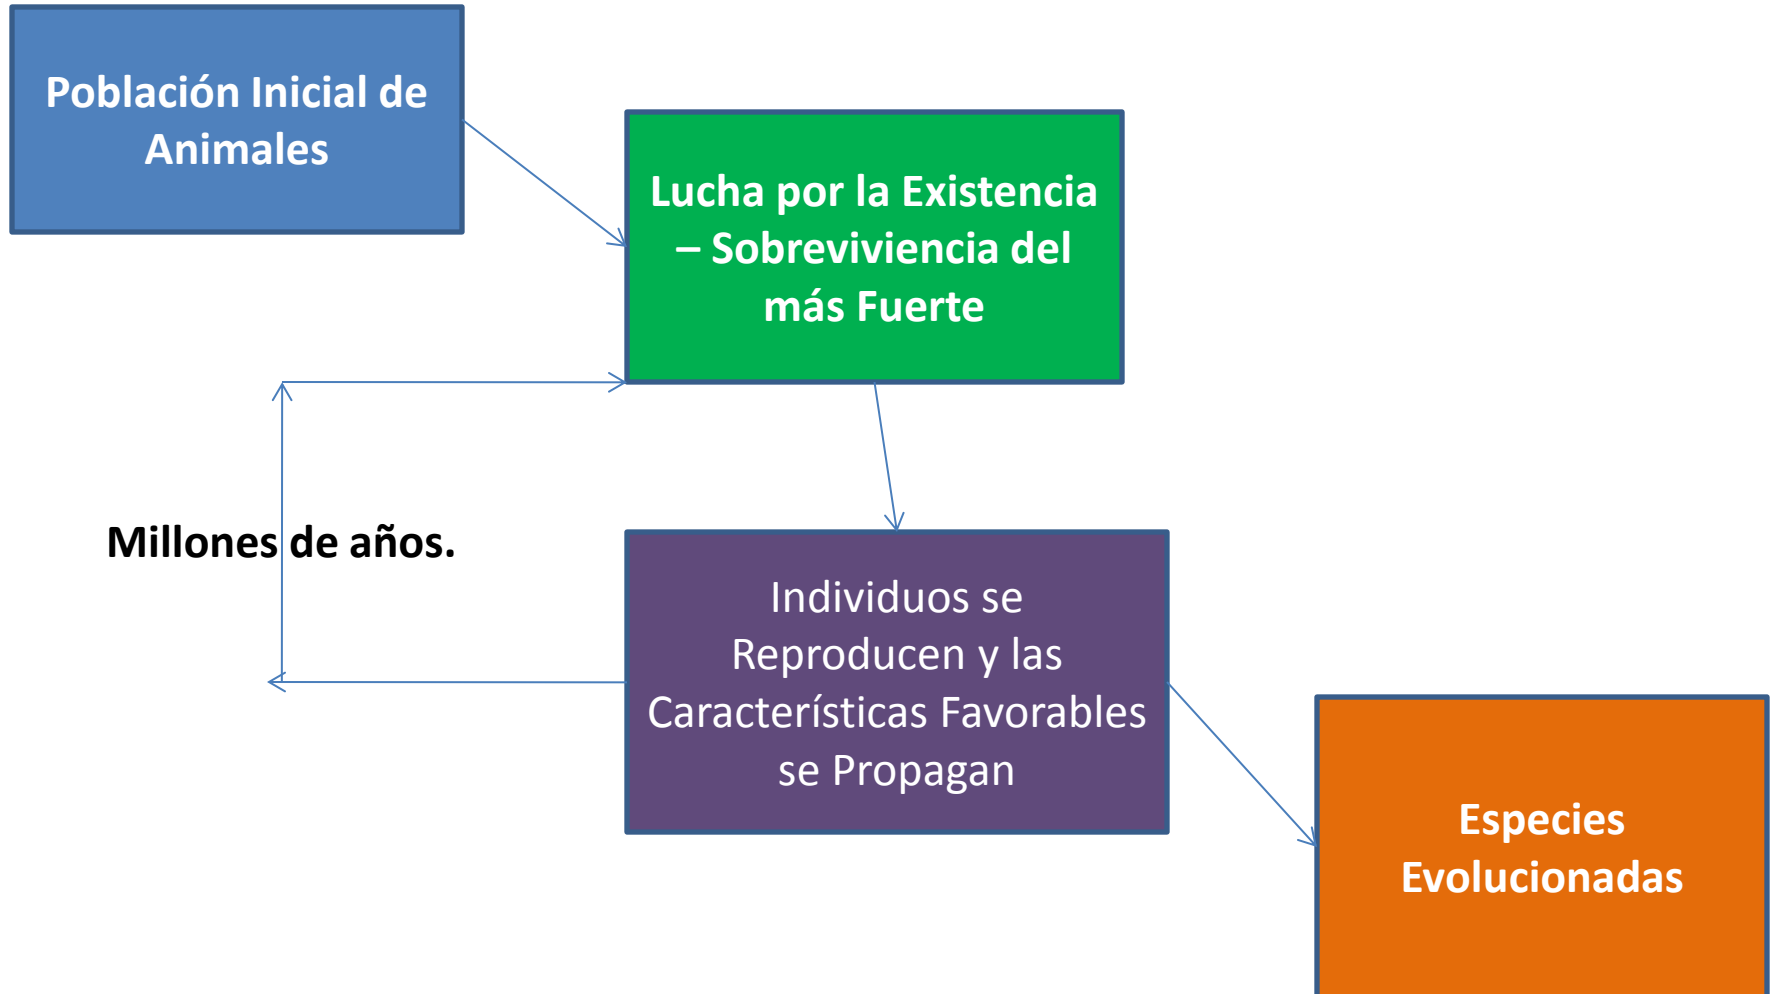 Población Inicial de
Animales
Lucha por la Existencia
– Sobreviviencia del
más Fuerte
Millones de años.
Individuos se
Reproducen y las
Características Favorables
se Propagan
Especies
Evolucionadas